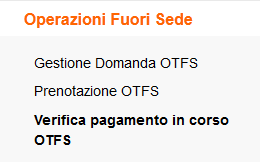 Operazioni Fuori Sede
Gestione Domanda OTFS
Prenotazione OTFS
Verifica pagamento in corso
OTFS